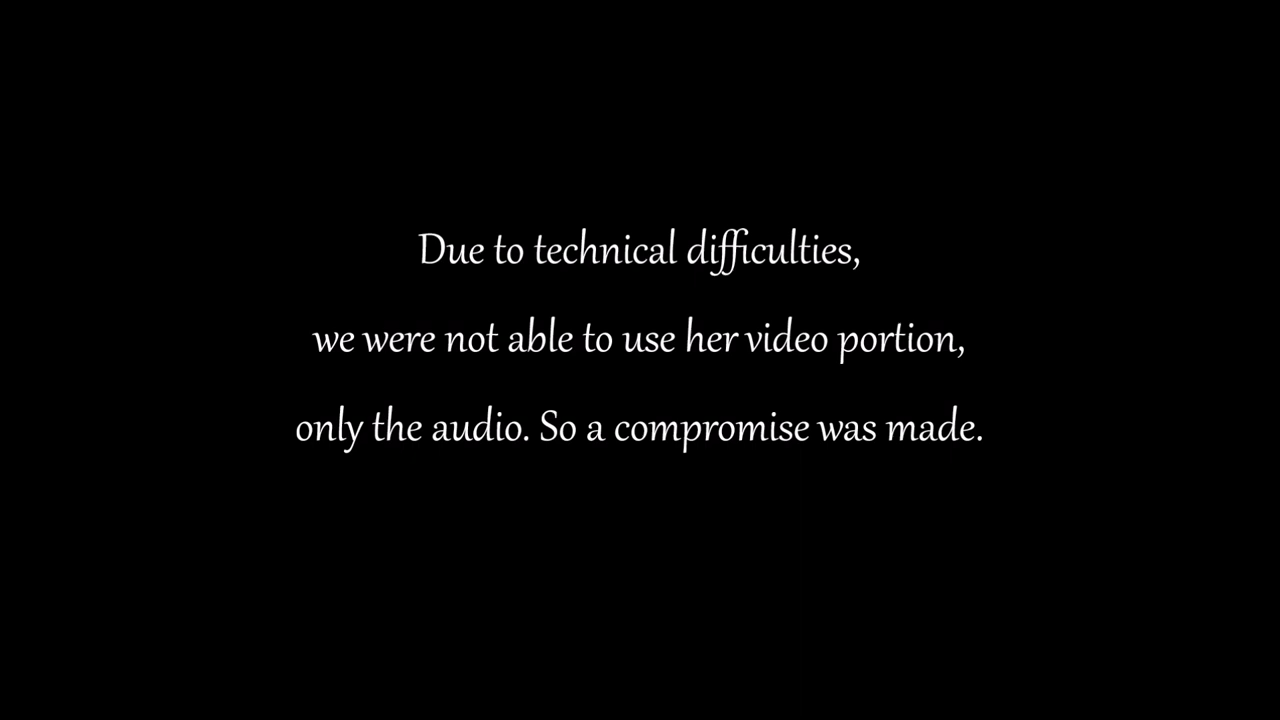 Due to technical difficulties,
we were not able to use her video portion,
only the audio. So a compromise was made.